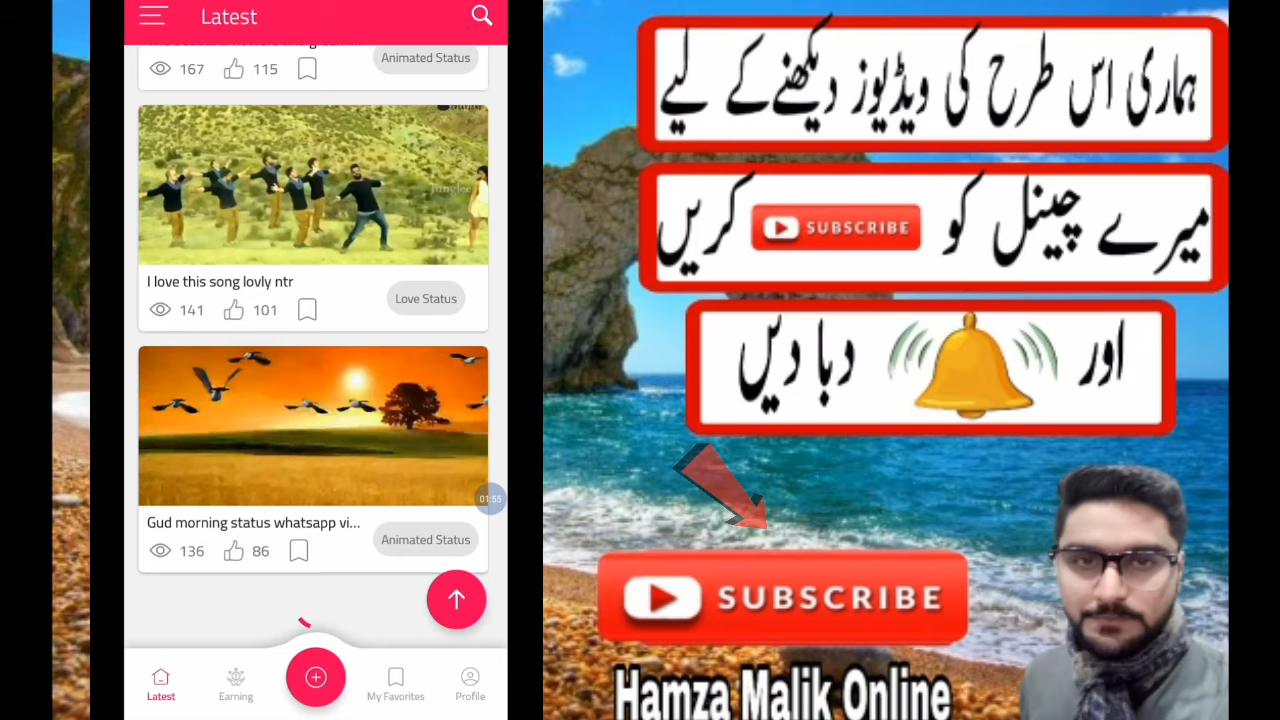 Latest
167
115
Animated Status
I love this song lovly ntr
141
101
Love Status
Gud morning status whatsapp vi...
136
86
Animated Status
01:55
Latest
Earning
My Favorites
Profile
ہماری اس طرح کی ویڈیوز دیکھنے کے لیے
میرے چینل کو SUBSCRIBE کریں
اور دبا دیں
SUBSCRIBE
Hamza Malik Online